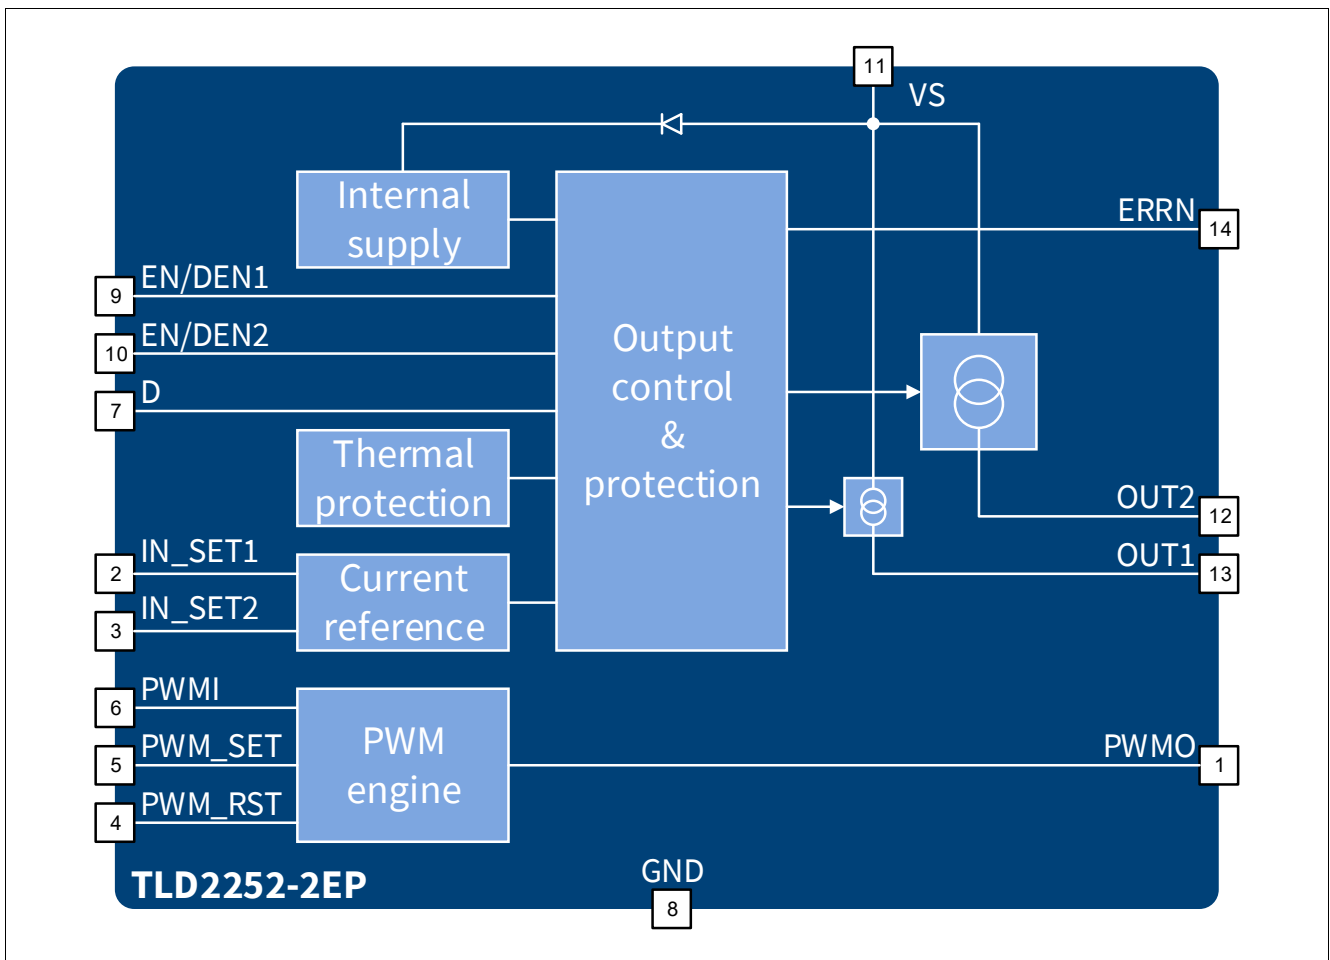 11
VS
Internal
supply
ERRN
14
EN/DEN1
9
EN/DEN2
10
D
7
Output
control
&
protection
Thermal
protection
OUT2
12
OUT1
13
IN_SET1
2
IN_SET2
3
Current
reference
PWMI
6
PWM_SET
5
PWM_RST
4
PWM
engine
PWMO
1
TLD2252-2EP
GND
8